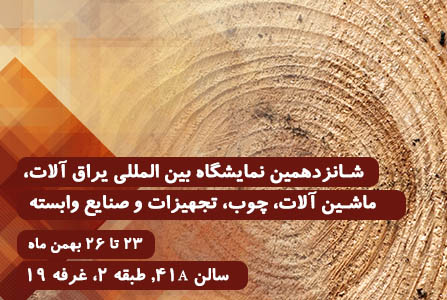 شانزدهمین نمایشگاه بین المللی یراق آلات،
ماشین آلات، چوب، تجهیزات و صنایع وابسته
۲۳ تا ۲۶ بهمن ماه
سالن ۴۱A, طبقه ۲، غرفه ۱۹